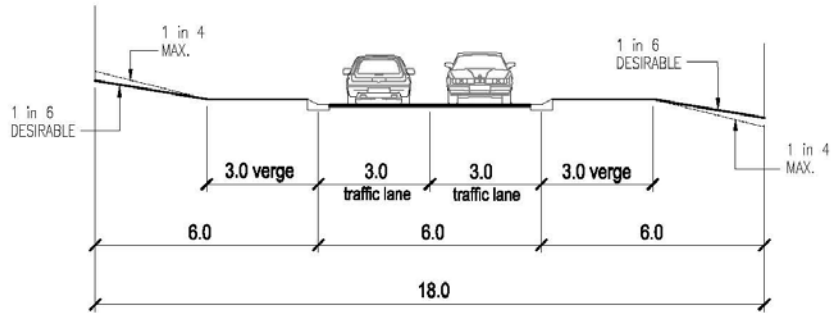 1 in 4
MAX.
1 in 6
DESIRABLE
1 in 6
DESIRABLE
1 in 4
MAX.
3.0 verge
3.0
traffic lane
3.0
traffic lane
3.0 verge
6.0
6.0
6.0
18.0